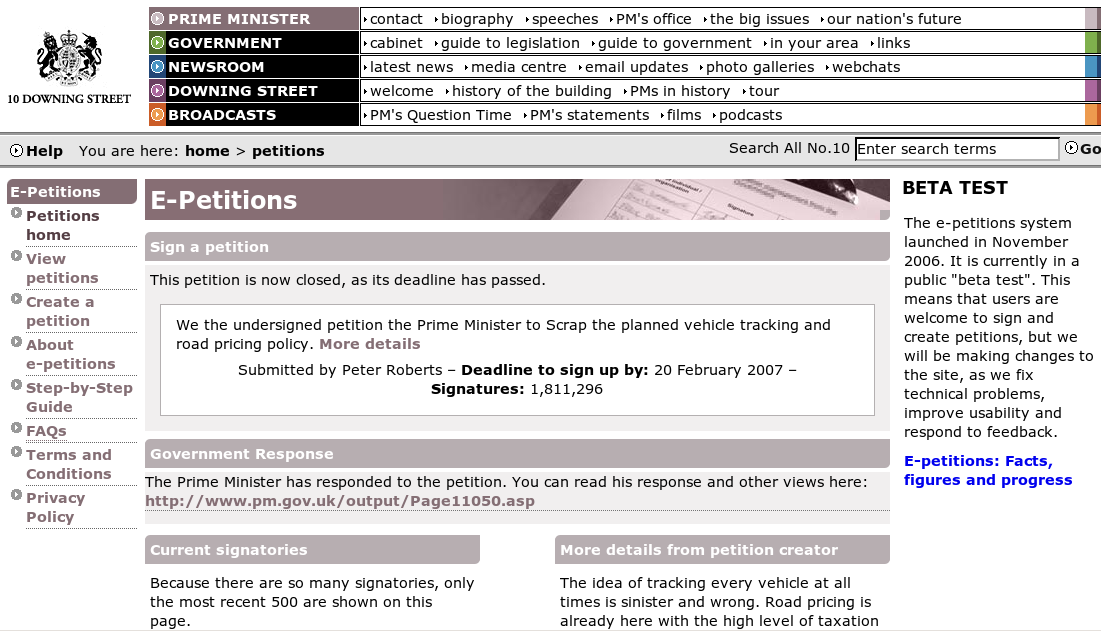 10 DOWNING STREET
PRIME MINISTER contact biography speeches PM's office the big issues our nation's future
GOVERNMENT cabinet guide to legislation guide to government in your area links
NEWSROOM latest news media centre email updates photo galleries webchats
DOWNING STREET welcome history of the building PMs in history tour
BROADCASTS PM's Question Time PM's statements films podcasts
Help You are here: home > petitions Search All No.10 Enter search terms Go
E-Petitions
Petitions
home
View
petitions
Create a
petition
About
e-petitions
Step-by-Step
Guide
FAQs
Terms and
Conditions
Privacy
Policy
E-Petitions
Signature
Sign a petition
This petition is now closed, as its deadline has passed.
We the undersigned petition the Prime Minister to Scrap the planned vehicle tracking and
road pricing policy. More details
Submitted by Peter Roberts – Deadline to sign up by: 20 February 2007 –
Signatures: 1,811,296
Government Response
The Prime Minister has responded to the petition. You can read his response and other views here:
http://www.pm.gov.uk/output/Page11050.asp
Current signatories
Because there are so many signatories, only
the most recent 500 are shown on this
page.
More details from petition creator
The idea of tracking every vehicle at all
times is sinister and wrong. Road pricing is
already here with the high level of taxation
BETA TEST
The e-petitions system
launched in November
2006. It is currently in a
public "beta test". This
means that users are
welcome to sign and
create petitions, but we
will be making changes to
the site, as we fix
technical problems,
improve usability and
respond to feedback.
E-petitions: Facts,
figures and progress